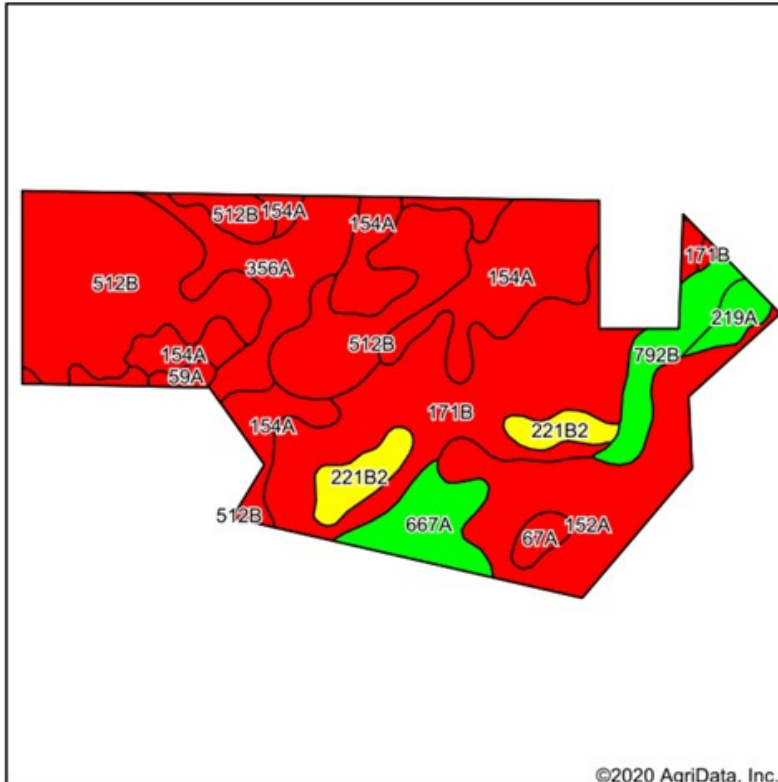 512B
154A
154A
171B
356A
154A
512B
219A
512B
792B
154A
59A
171B
154A
221B2
221B2
512B
667A
67A
152A
©2020 AgriData, Inc.